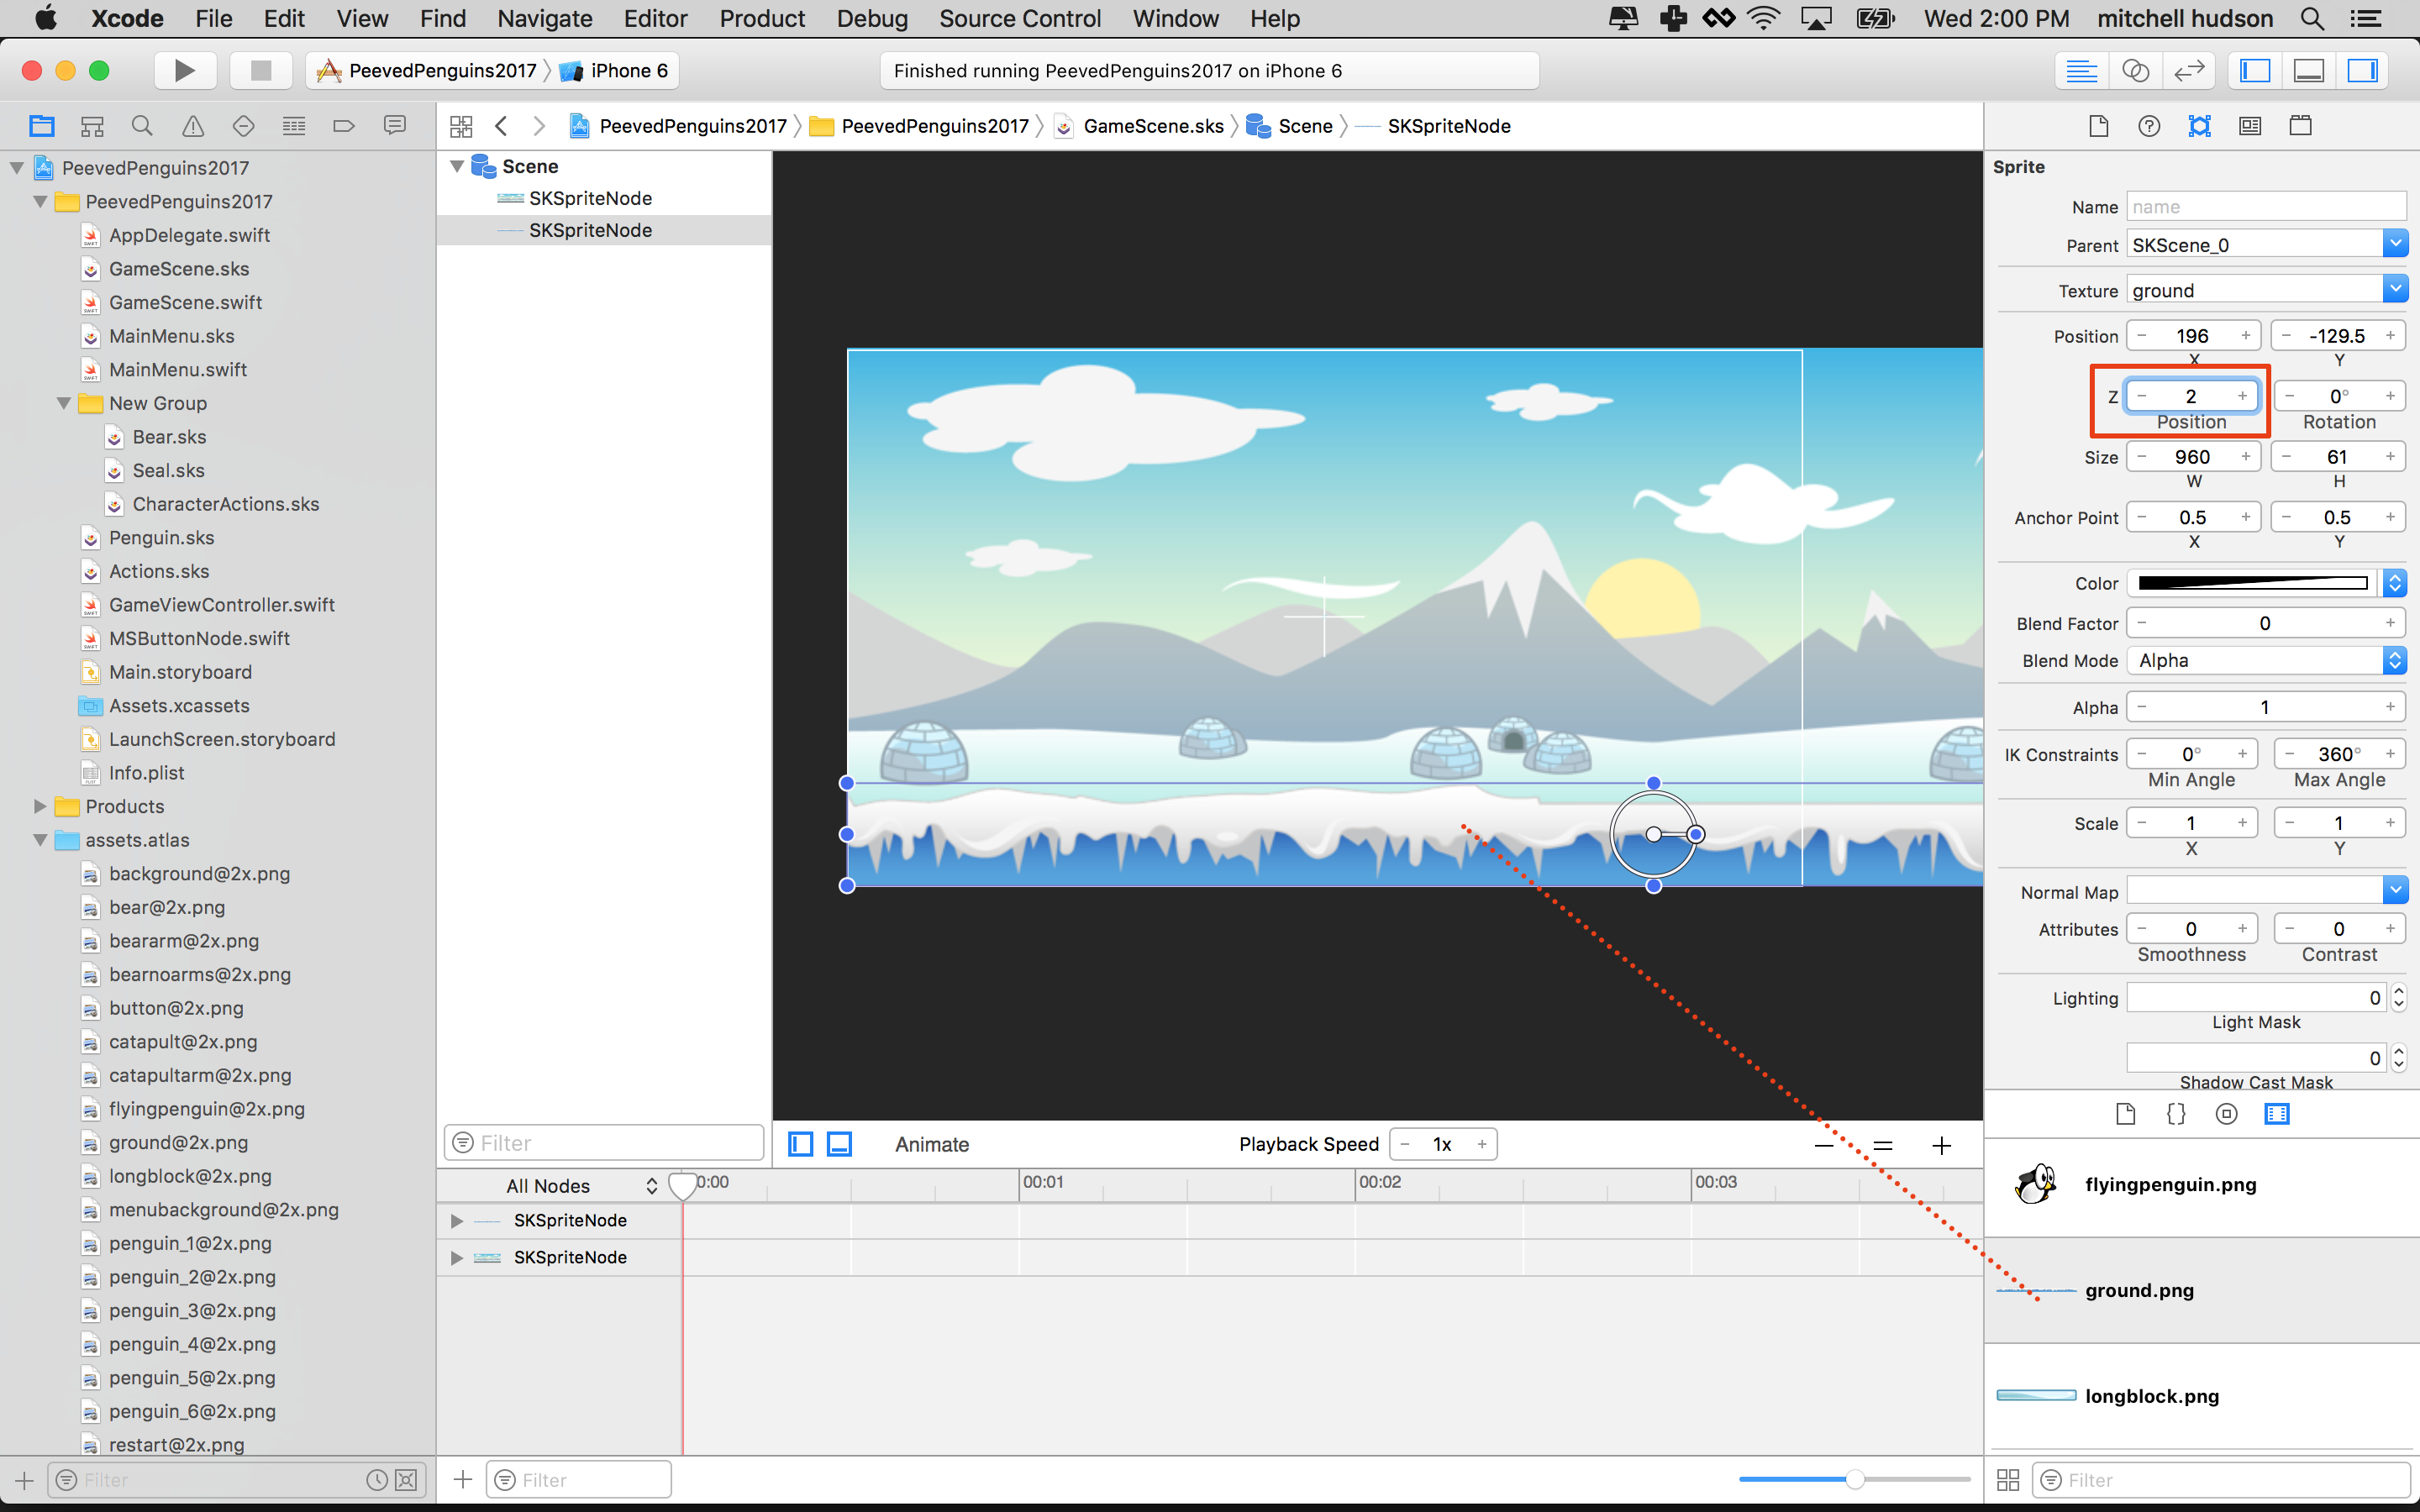 Xcode File Edit View Find Navigate Editor Product Debug Source Control Window Help Wed 2:00 PM mitchell hudson
PeevedPenguins2017 iPhone 6
Finished running PeevedPenguins2017 on iPhone 6
PeevedPenguins2017 PeevedPenguins2017 GameScene.sks Scene SKSpriteNode
PeevedPenguins2017
PeevedPenguins2017
AppDelegate.swift
GameScene.sks
GameScene.swift
MainMenu.sks
MainMenu.swift
New Group
Bear.sks
Seal.sks
CharacterActions.sks
Penguin.sks
Actions.sks
GameViewController.swift
MSButtonNode.swift
Main.storyboard
Assets.xcassets
LaunchScreen.storyboard
Info.plist
Products
assets.atlas
background@2x.png
bear@2x.png
beararm@2x.png
bearnoarms@2x.png
button@2x.png
catapult@2x.png
catapultarm@2x.png
flyingpenguin@2x.png
ground@2x.png
longblock@2x.png
menubackground@2x.png
penguin_1@2x.png
penguin_2@2x.png
penguin_3@2x.png
penguin_4@2x.png
penguin_5@2x.png
penguin_6@2x.png
restart@2x.png
Filter
Scene
SKSpriteNode
SKSpriteNode
Filter
Animate
Playback Speed − 1x +
All Nodes 0:00 00:01 00:02 00:03
SKSpriteNode
SKSpriteNode
Filter
Sprite
Name name
Parent SKScene_0
Texture ground
Position − 196 + − -129.5 +
X Y
Z − 2 + − 0° +
Position Rotation
Size − 960 + − 61 +
W H
Anchor Point − 0.5 + − 0.5 +
X Y
Color
Blend Factor − 0 +
Blend Mode Alpha
Alpha − 1 +
IK Constraints − 0° + − 360° +
Min Angle Max Angle
Scale − 1 + − 1 +
X Y
Normal Map
Attributes − 0 + − 0 +
Smoothness Contrast
Lighting 0
Light Mask
0
Shadow Cast Mask
flyingpenguin.png
ground.png
longblock.png
Filter